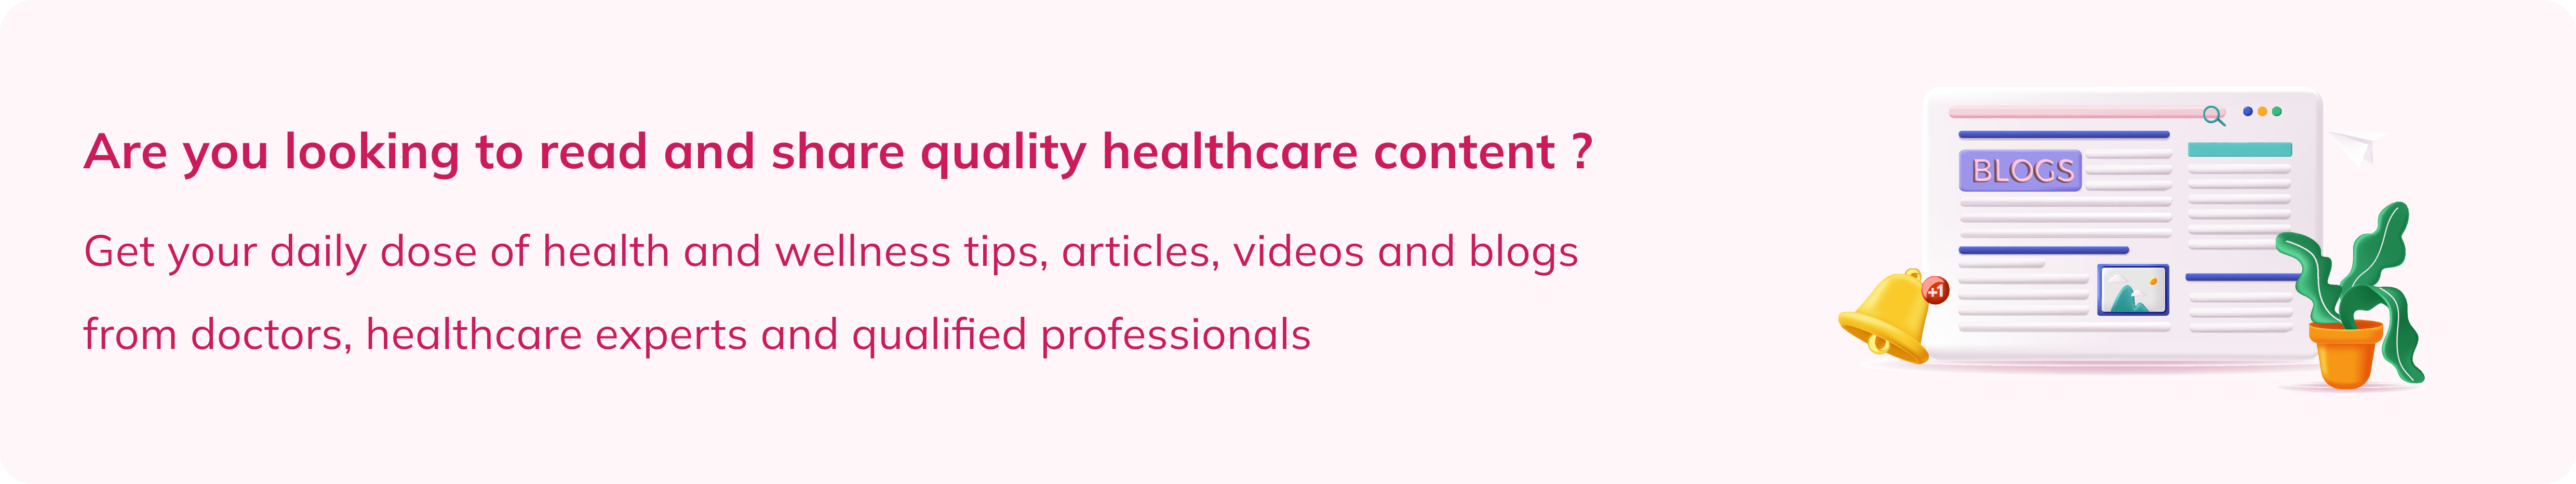 Are you looking to read and share quality healthcare content ?
Get your daily dose of health and wellness tips, articles, videos and blogs
from doctors, healthcare experts and qualified professionals
BLOGS
+1